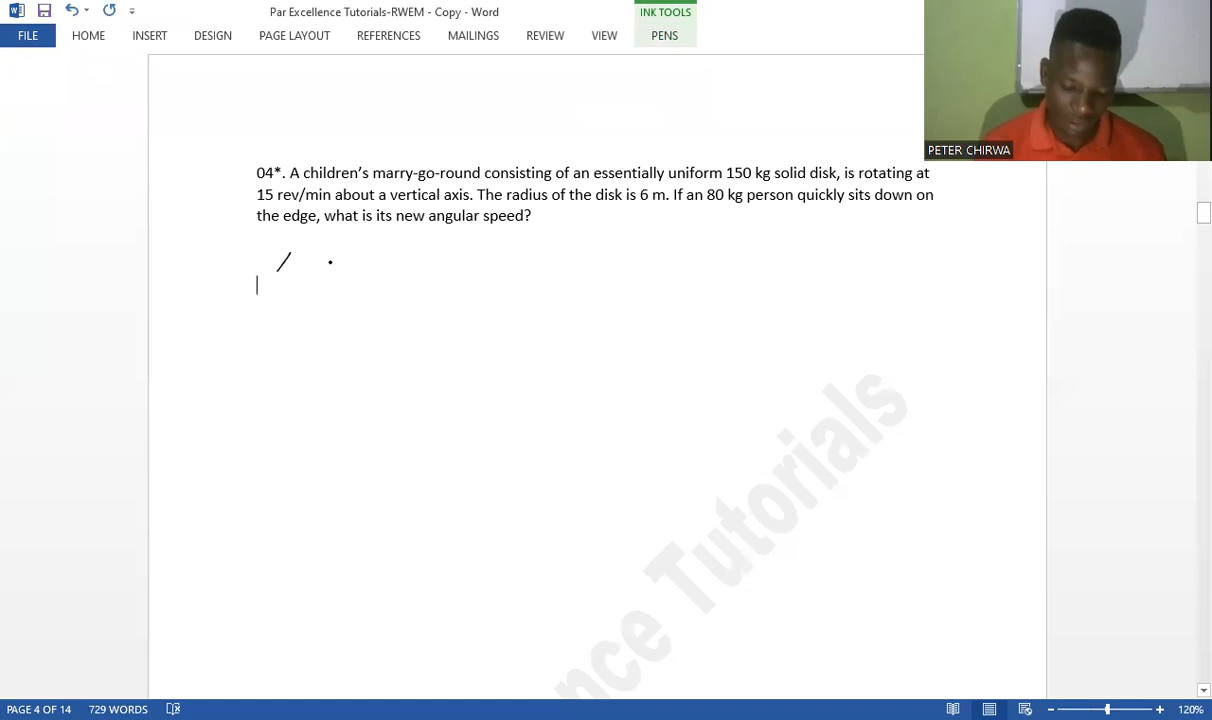 Par Excellence Tutorials-RWEM - Copy - Word
INK TOOLS
FILE HOME INSERT DESIGN PAGE LAYOUT REFERENCES MAILINGS REVIEW VIEW PENS
PETER CHIRWA
04*. A children’s marry-go-round consisting of an essentially uniform 150 kg solid disk, is rotating at
15 rev/min about a vertical axis. The radius of the disk is 6 m. If an 80 kg person quickly sits down on
the edge, what is its new angular speed?
nce Tutorials
PAGE 4 OF 14 729 WORDS 120%